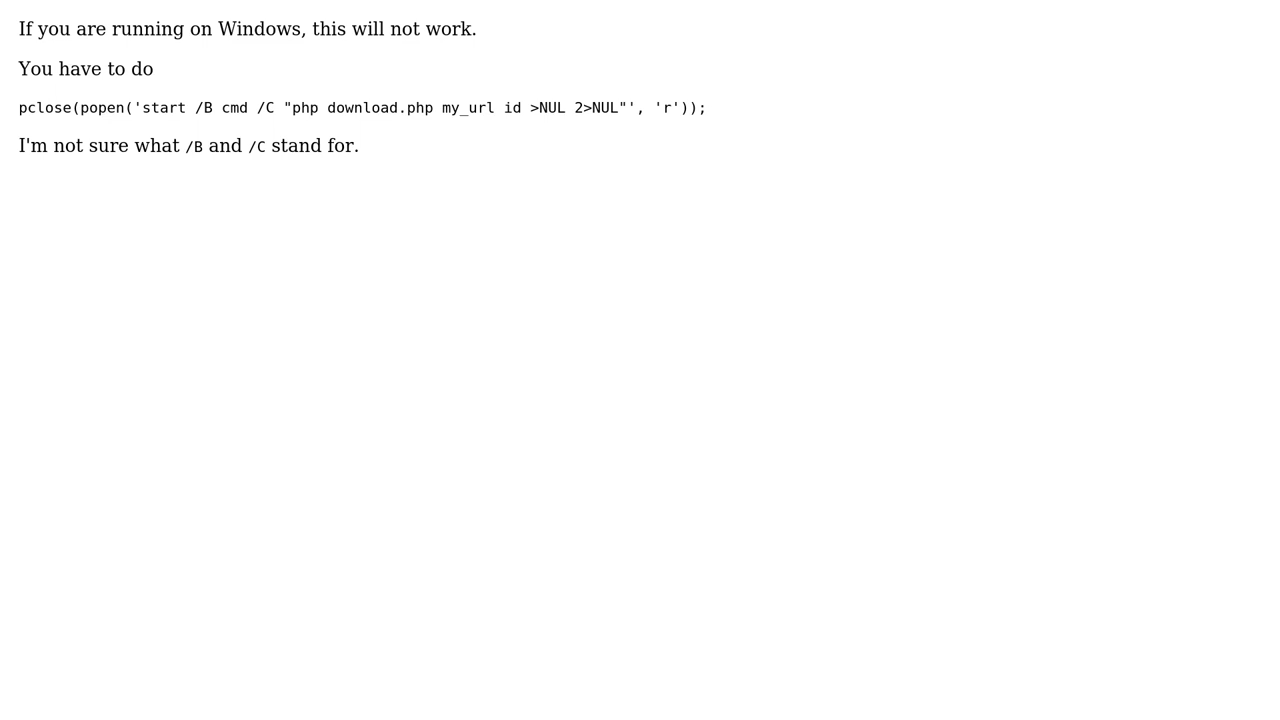 If you are running on Windows, this will not work.
You have to do
pclose(popen('start /B cmd /C "php download.php my_url id >NUL 2>NUL"', 'r'));
I'm not sure what /B and /C stand for.